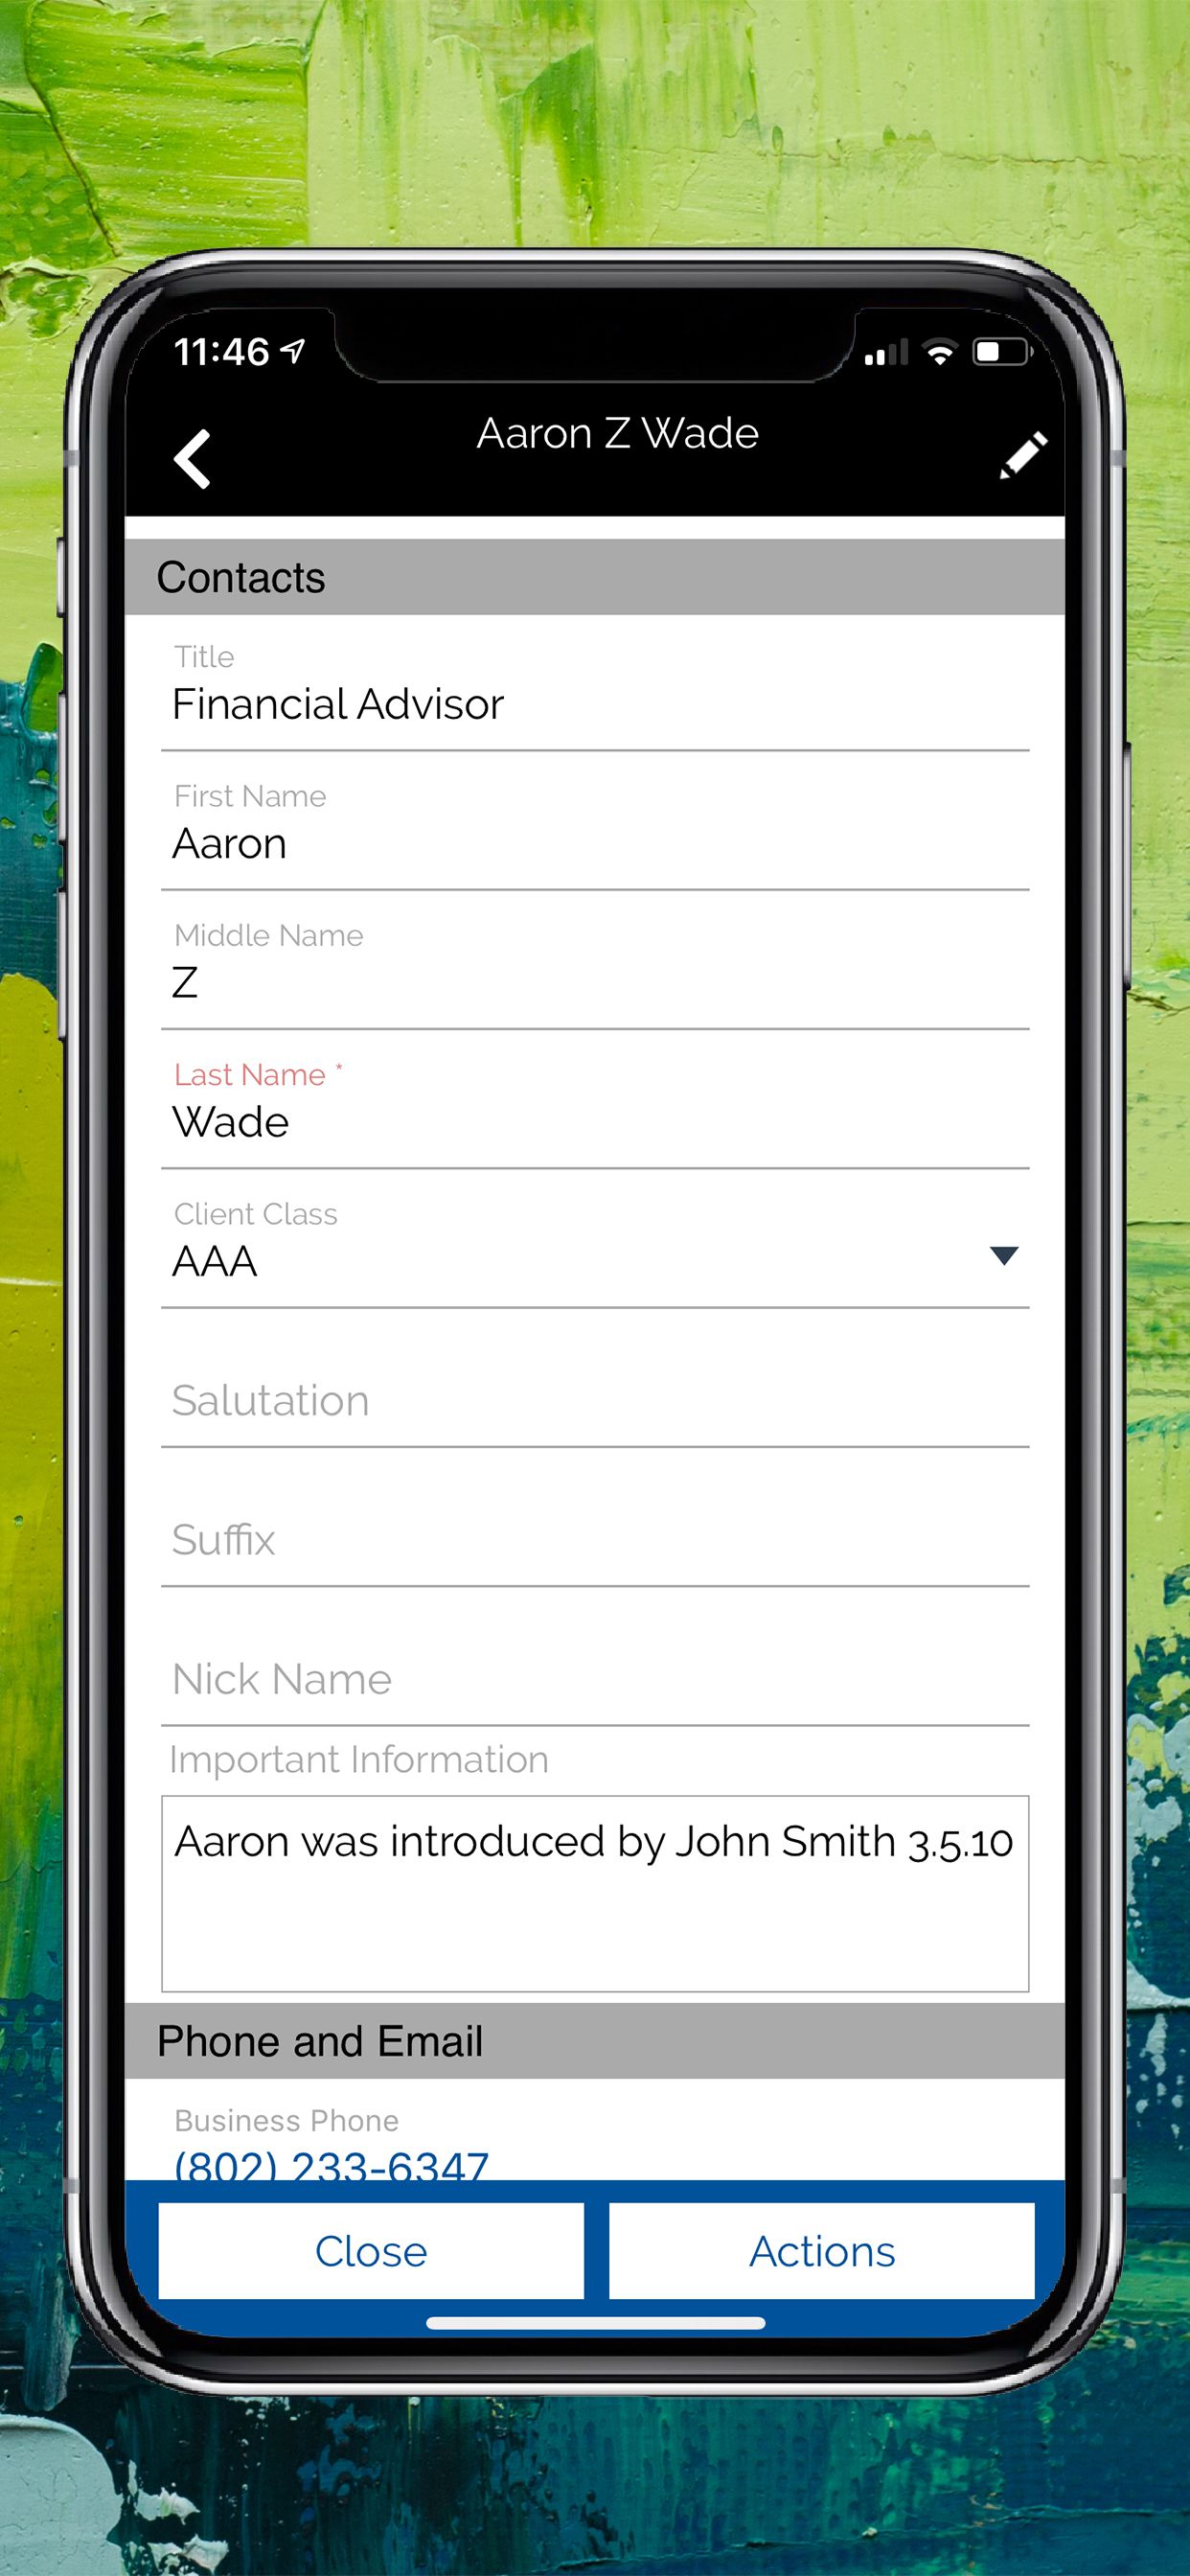 11:46
Aaron Z Wade
Contacts
Title
Financial Advisor
First Name
Aaron
Middle Name
Z
Last Name *
Wade
Client Class
AAA
Salutation
Suffix
Nick Name
Important Information
Aaron was introduced by John Smith 3.5.10
Phone and Email
Business Phone
(802) 233-6347
Close
Actions